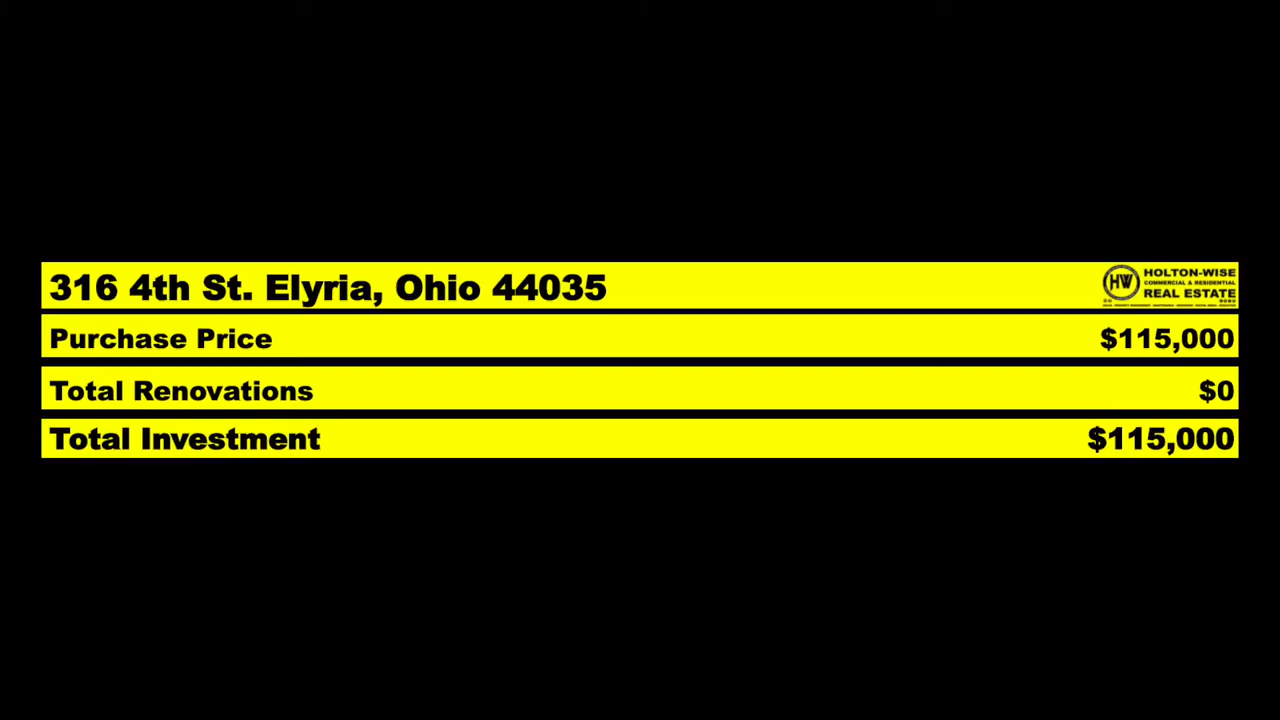 316 4th St. Elyria, Ohio 44035
HW
HOLTON-WISE
COMMERCIAL & RESIDENTIAL
REAL ESTATE
Purchase Price $115,000
Total Renovations $0
Total Investment $115,000